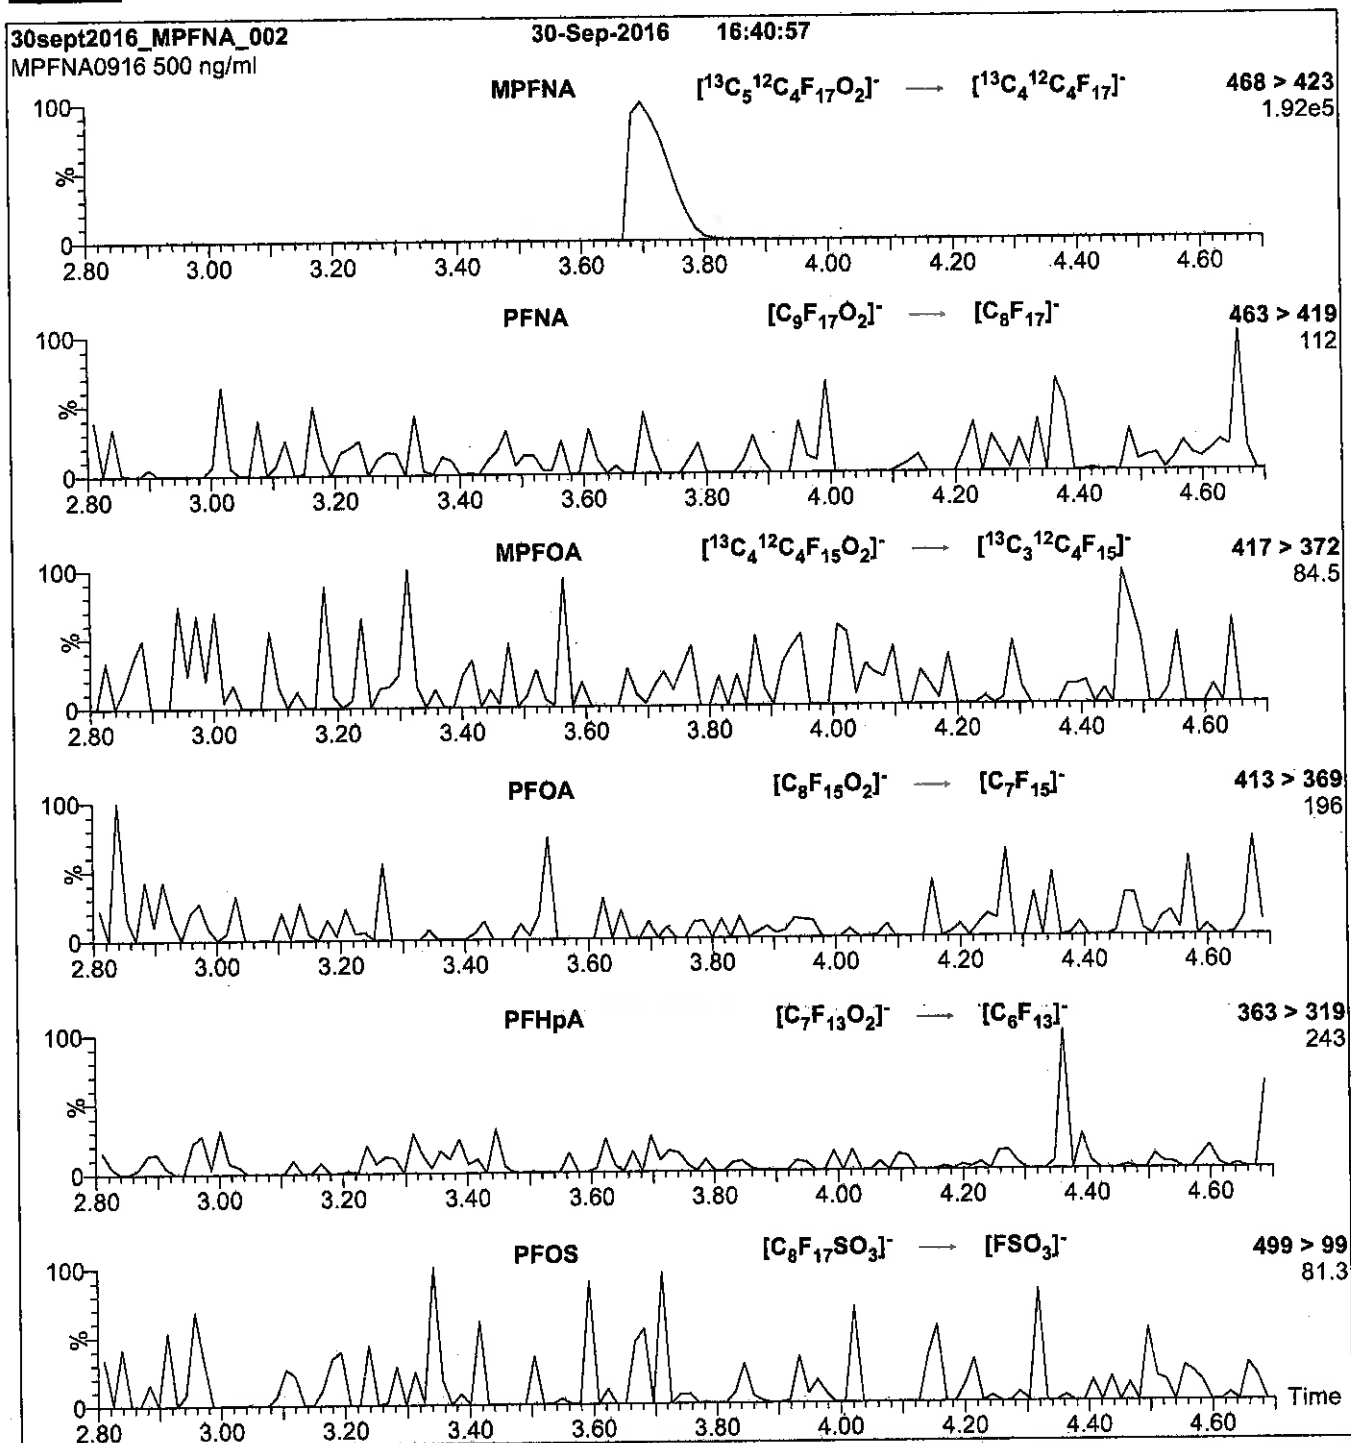 30sept2016_MPFNA_002 30-Sep-2016 16:40:57
MPFNA0916 500 ng/ml
MPFNA [¹³C₅¹²C₄F₁₇O₂]⁻ → [¹³C₄¹²C₄F₁₇]⁻ 468 > 423
1.92e5
100
%
0
2.80 3.00 3.20 3.40 3.60 3.80 4.00 4.20 4.40 4.60
PFNA [C₉F₁₇O₂]⁻ → [C₈F₁₇]⁻ 463 > 419
112
100
%
0
2.80 3.00 3.20 3.40 3.60 3.80 4.00 4.20 4.40 4.60
MPFOA [¹³C₄¹²C₄F₁₅O₂]⁻ → [¹³C₃¹²C₄F₁₅]⁻ 417 > 372
84.5
100
%
0
2.80 3.00 3.20 3.40 3.60 3.80 4.00 4.20 4.40 4.60
PFOA [C₈F₁₅O₂]⁻ → [C₇F₁₅]⁻ 413 > 369
196
100
%
0
2.80 3.00 3.20 3.40 3.60 3.80 4.00 4.20 4.40 4.60
PFHpA [C₇F₁₃O₂]⁻ → [C₆F₁₃]⁻ 363 > 319
243
100
%
0
2.80 3.00 3.20 3.40 3.60 3.80 4.00 4.20 4.40 4.60
PFOS [C₈F₁₇SO₃]⁻ → [FSO₃]⁻ 499 > 99
81.3
100
%
0
Time
2.80 3.00 3.20 3.40 3.60 3.80 4.00 4.20 4.40 4.60